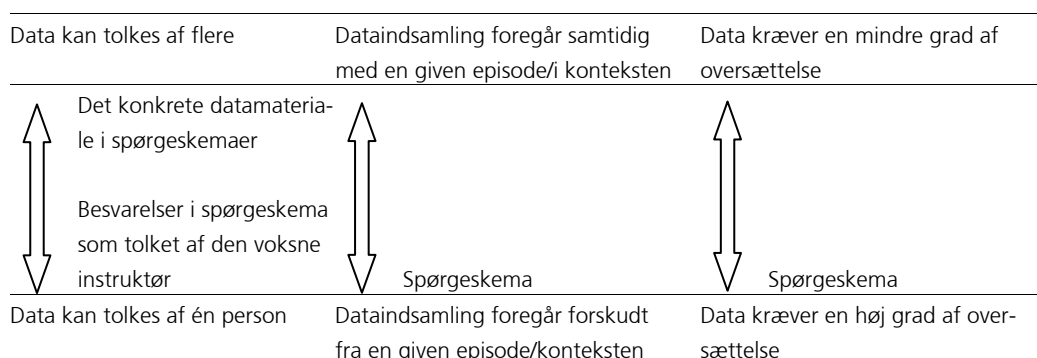 Data kan tolkes af flere
Dataindsamling foregår samtidig
med en given episode/i konteksten
Data kræver en mindre grad af
oversættelse
Det konkrete datamateria-
le i spørgeskemaer
Besvarelser i spørgeskema
som tolket af den voksne
instruktør
Spørgeskema
Spørgeskema
Data kan tolkes af én person
Dataindsamling foregår forskudt
fra en given episode/konteksten
Data kræver en høj grad af over-
sættelse